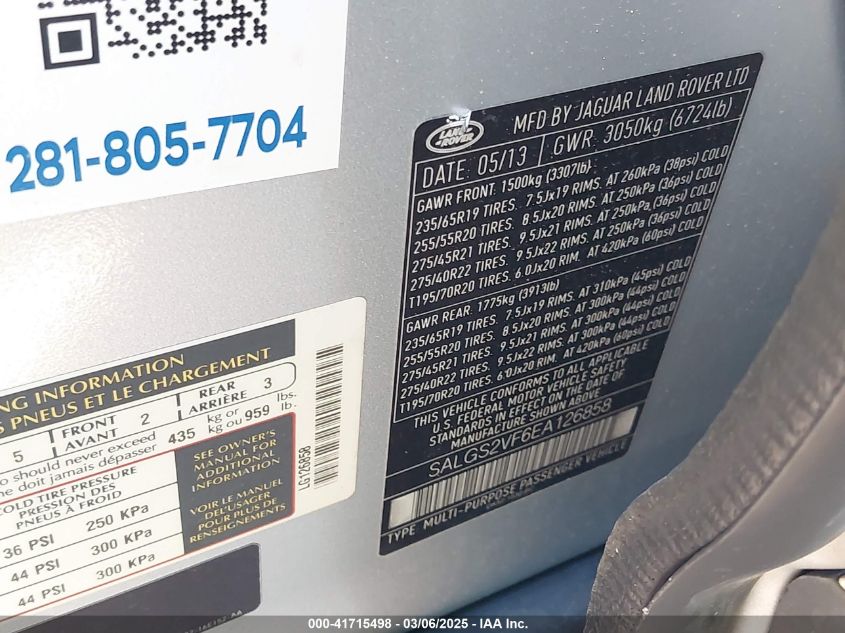 281-805-7704
LAND ROVER
MFD BY JAGUAR LAND ROVER LTD
DATE: 05/13 GWR: 3050kg (6724lb)
GAWR FRONT: 1500kg (3307lb)
235/65R19 TIRES. 7.5Jx19 RIMS. AT 260kPa (38psi) COLD
255/55R20 TIRES. 8.5Jx20 RIMS. AT 250kPa (36psi) COLD
275/45R21 TIRES. 9.5Jx21 RIMS. AT 250kPa (36psi) COLD
275/40R22 TIRES. 9.5Jx22 RIMS. AT 250kPa (36psi) COLD
T195/70R20 TIRES. 6.0Jx20 RIM. AT 420kPa (60psi) COLD
GAWR REAR: 1775kg (3913lb)
235/65R19 TIRES. 7.5Jx19 RIMS. AT 310kPa (45psi) COLD
255/55R20 TIRES. 8.5Jx20 RIMS. AT 300kPa (44psi) COLD
275/45R21 TIRES. 9.5Jx21 RIMS. AT 300kPa (44psi) COLD
275/40R22 TIRES. 9.5Jx22 RIMS. AT 300kPa (44psi) COLD
T195/70R20 TIRES. 6.0Jx20 RIM. AT 420kPa (60psi) COLD
THIS VEHICLE CONFORMS TO ALL APPLICABLE
U.S. FEDERAL MOTOR VEHICLE SAFETY
MANUFACTURE SHOWN ABOVE
SALGS2VF6EA126858
TYPE MULTI-PURPOSE PASSENGER VEHICLE
ING INFORMATION
PNEUS ET LE CHARGEMENT
5 FRONT AVANT 2 REAR ARRIÈRE 3
should never exceed 435 kg or 959 lbs.
ne doit jamais dépasser kg ou lb.
COLD TIRE PRESSURE
PRESSION DES
PNEUS À FROID
36 PSI 250 KPa
44 PSI 300 KPa
44 PSI 300 KPa
SEE OWNER'S
MANUAL FOR
ADDITIONAL
INFORMATION
VOIR LE MANUEL
DE L'USAGER
POUR PLUS DE
RENSEIGNEMENTS
LG126858
000-41715498 - 03/06/2025 - IAA Inc.